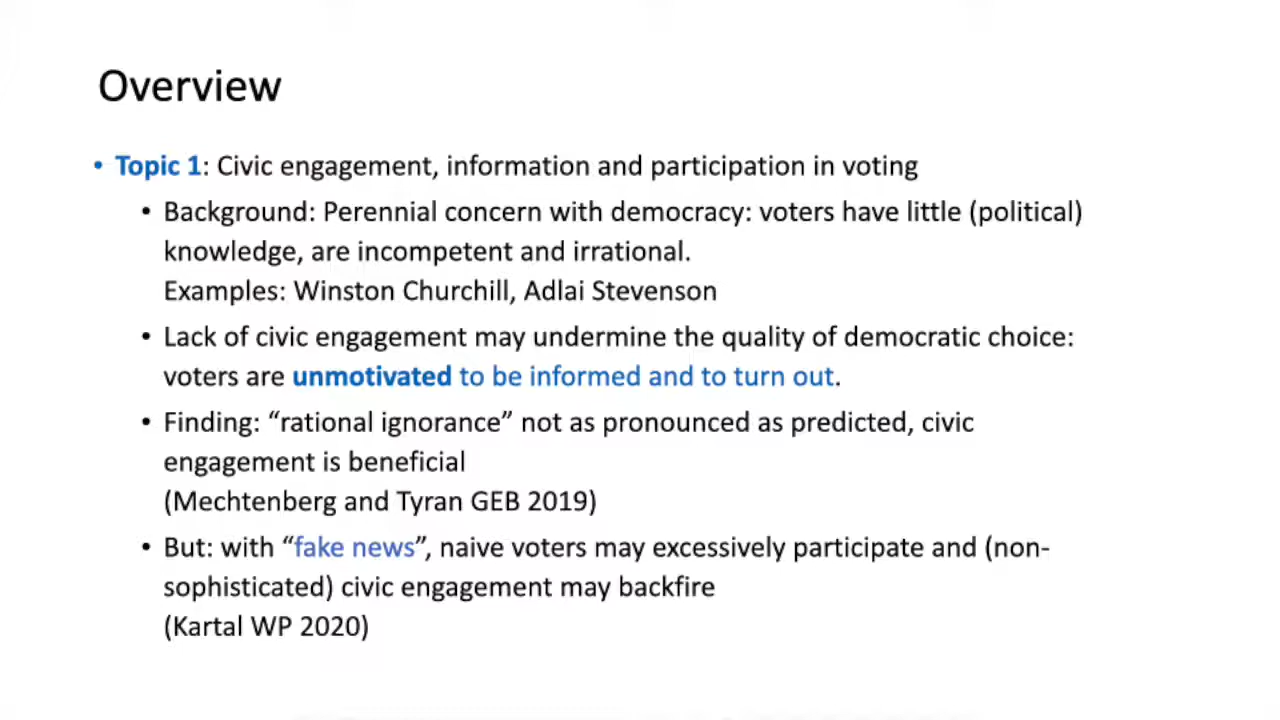 Overview
• Topic 1: Civic engagement, information and participation in voting
• Background: Perennial concern with democracy: voters have little (political)
knowledge, are incompetent and irrational.
Examples: Winston Churchill, Adlai Stevenson
• Lack of civic engagement may undermine the quality of democratic choice:
voters are unmotivated to be informed and to turn out.
• Finding: “rational ignorance” not as pronounced as predicted, civic
engagement is beneficial
(Mechtenberg and Tyran GEB 2019)
• But: with “fake news”, naive voters may excessively participate and (non-
sophisticated) civic engagement may backfire
(Kartal WP 2020)